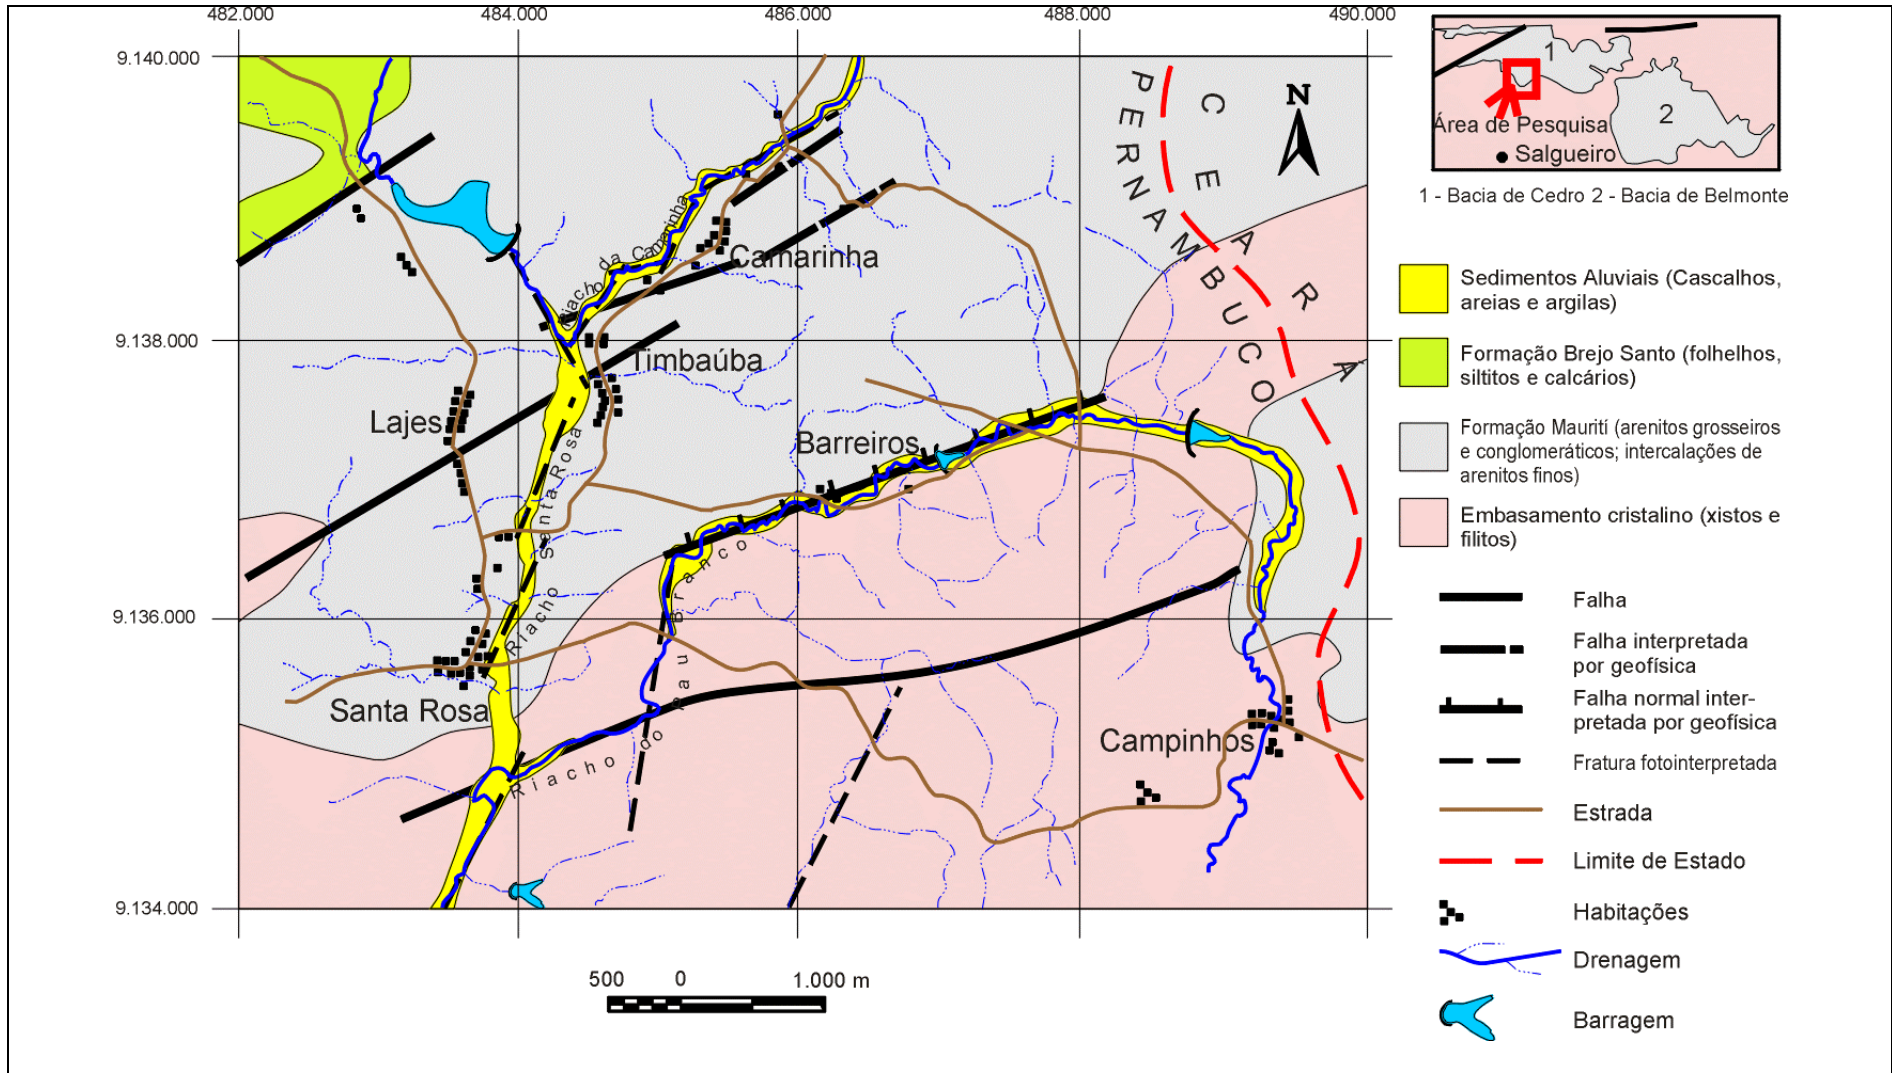 482.000
484.000
486.000
488.000
490.000
9.140.000
9.138.000
9.136.000
9.134.000
PERNAMBUCO
CEARÁ
N
Riacho da Camarinha
Camarinha
Timbaúba
Lajes
Barreiros
Riacho Santa Rosa
Riacho do Pau Branco
Santa Rosa
Campinhos
500 0 1.000 m
1
2
Área de Pesquisa
Salgueiro
1 - Bacia de Cedro 2 - Bacia de Belmonte
Sedimentos Aluviais (Cascalhos,
areias e argilas)
Formação Brejo Santo (folhelhos,
siltitos e calcários)
Formação Maurití (arenitos grosseiros
e conglomeráticos; intercalações de
arenitos finos)
Embasamento cristalino (xistos e
filitos)
Falha
Falha interpretada
por geofísica
Falha normal inter-
pretada por geofísica
Fratura fotointerpretada
Estrada
Limite de Estado
Habitações
Drenagem
Barragem